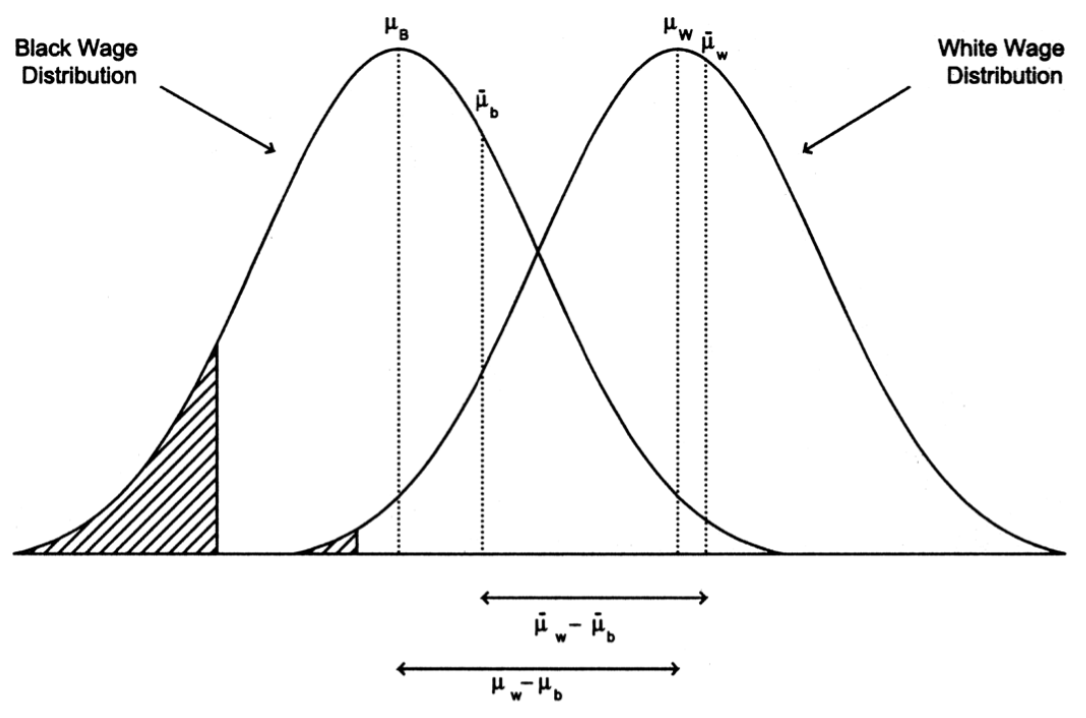 μB
μW
μ̄w
Black Wage
Distribution
White Wage
Distribution
μ̄b
μ̄w – μ̄b
μw – μb